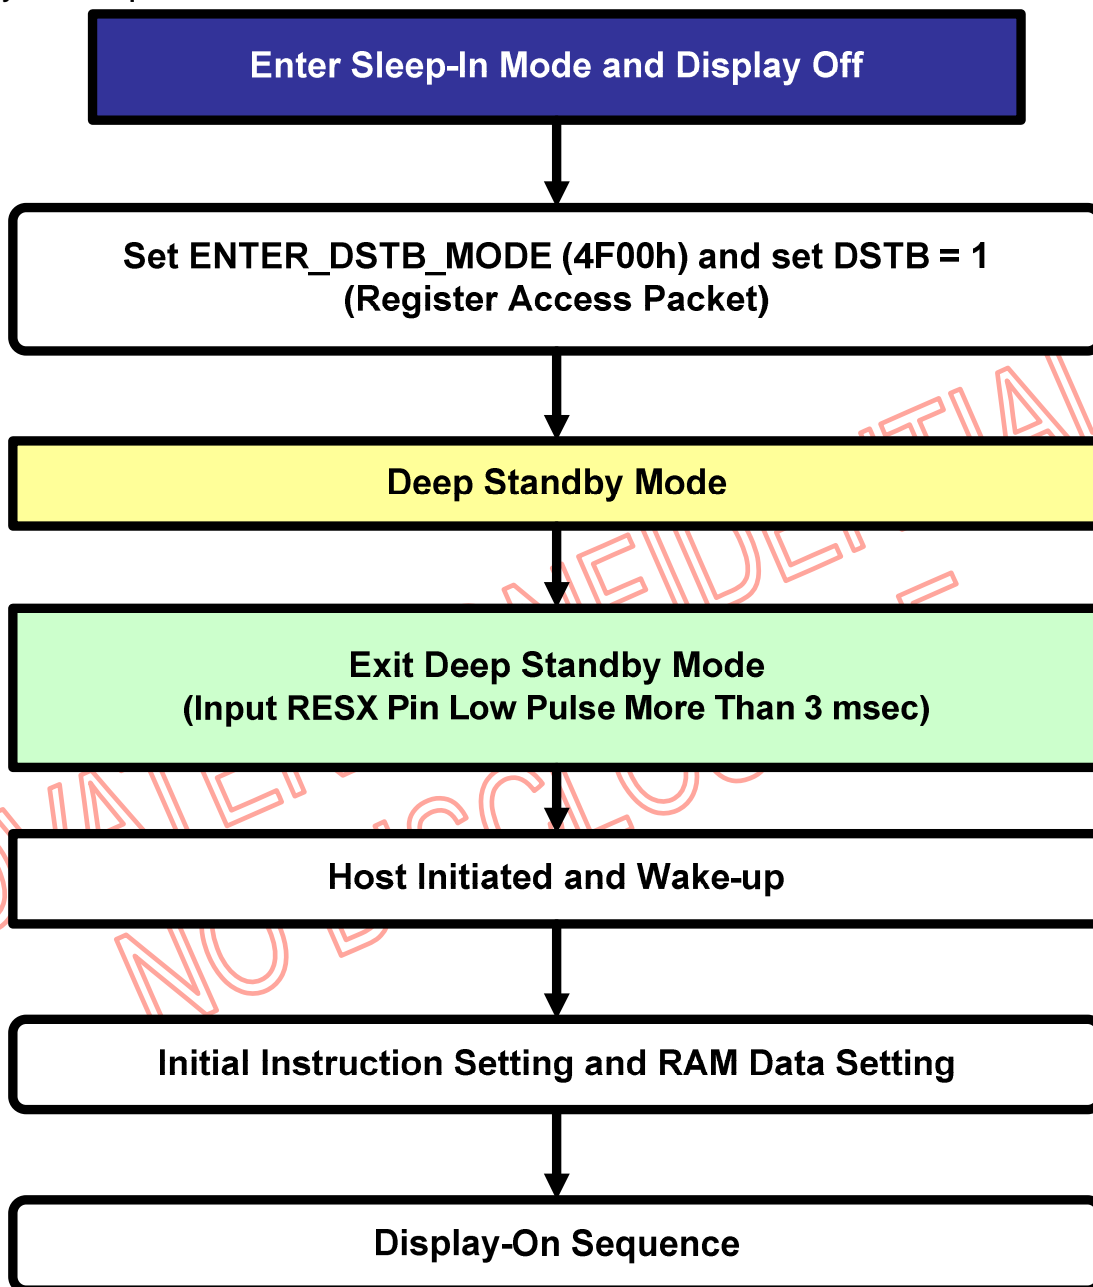 Enter Sleep-In Mode and Display Off
Set ENTER_DSTB_MODE (4F00h) and set DSTB = 1
(Register Access Packet)
Deep Standby Mode
Exit Deep Standby Mode
(Input RESX Pin Low Pulse More Than 3 msec)
Host Initiated and Wake-up
Initial Instruction Setting and RAM Data Setting
Display-On Sequence